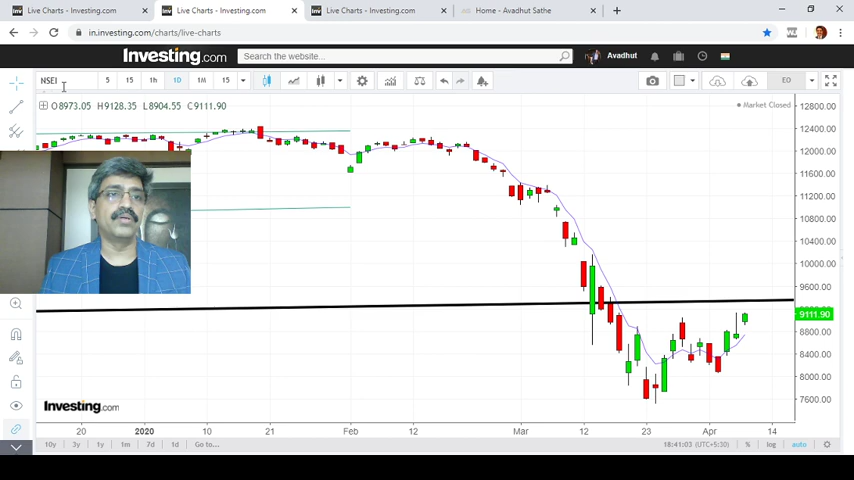 Live Charts - Investing.com
Live Charts - Investing.com
Live Charts - Investing.com
Home - Avadhut Sathe
in.investing.com/live-charts
Investing.com
Search the website...
Avadhut
NSEI
5
15
1h
1D
1M
15
EO
O8973.05 H9128.35 L8904.55 C9111.90
Market Closed
12800.00
12400.00
12000.00
11600.00
11200.00
10800.00
10400.00
10000.00
9600.00
9111.90
8800.00
8400.00
8000.00
7600.00
Investing.com
20
2020
10
21
Feb
12
Mar
12
23
Apr
14
10y
3y
1y
1m
7d
1d
Go to...
18:41:03 (UTC+5:30)
%
log
auto